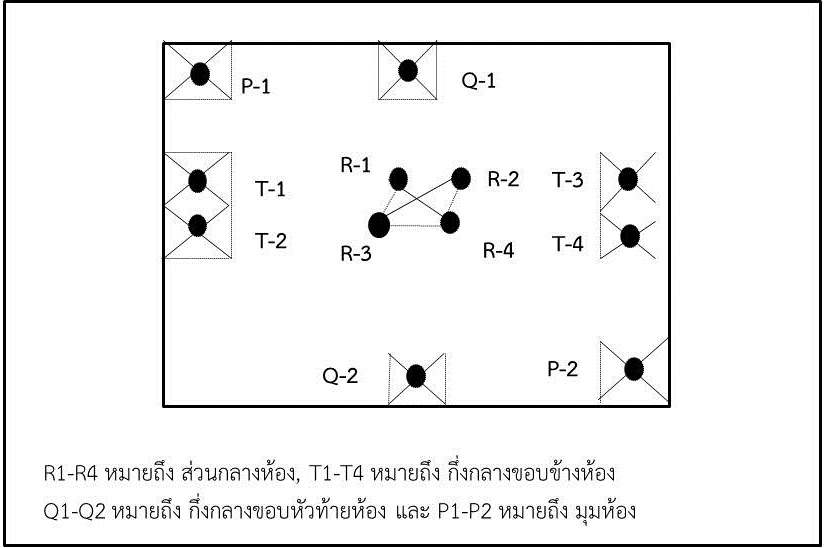 P-1
Q-1
R-1
R-2
T-3
T-1
T-2
R-3
R-4
T-4
Q-2
P-2
R1-R4 หมายถึง ส่วนกลางห้อง, T1-T4 หมายถึง กึ่งกลางขอบข้างห้อง
Q1-Q2 หมายถึง กึ่งกลางขอบหัวท้ายห้อง และ P1-P2 หมายถึง มุมห้อง